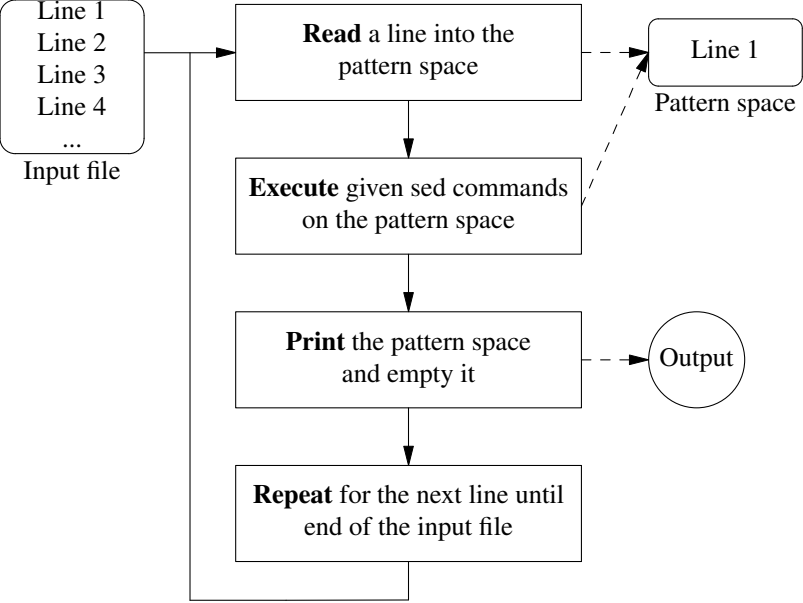 Line 1
Line 2
Line 3
Line 4
...
Input file
Read a line into the
pattern space
Line 1
Pattern space
Execute given sed commands
on the pattern space
Print the pattern space
and empty it
Output
Repeat for the next line until
end of the input file